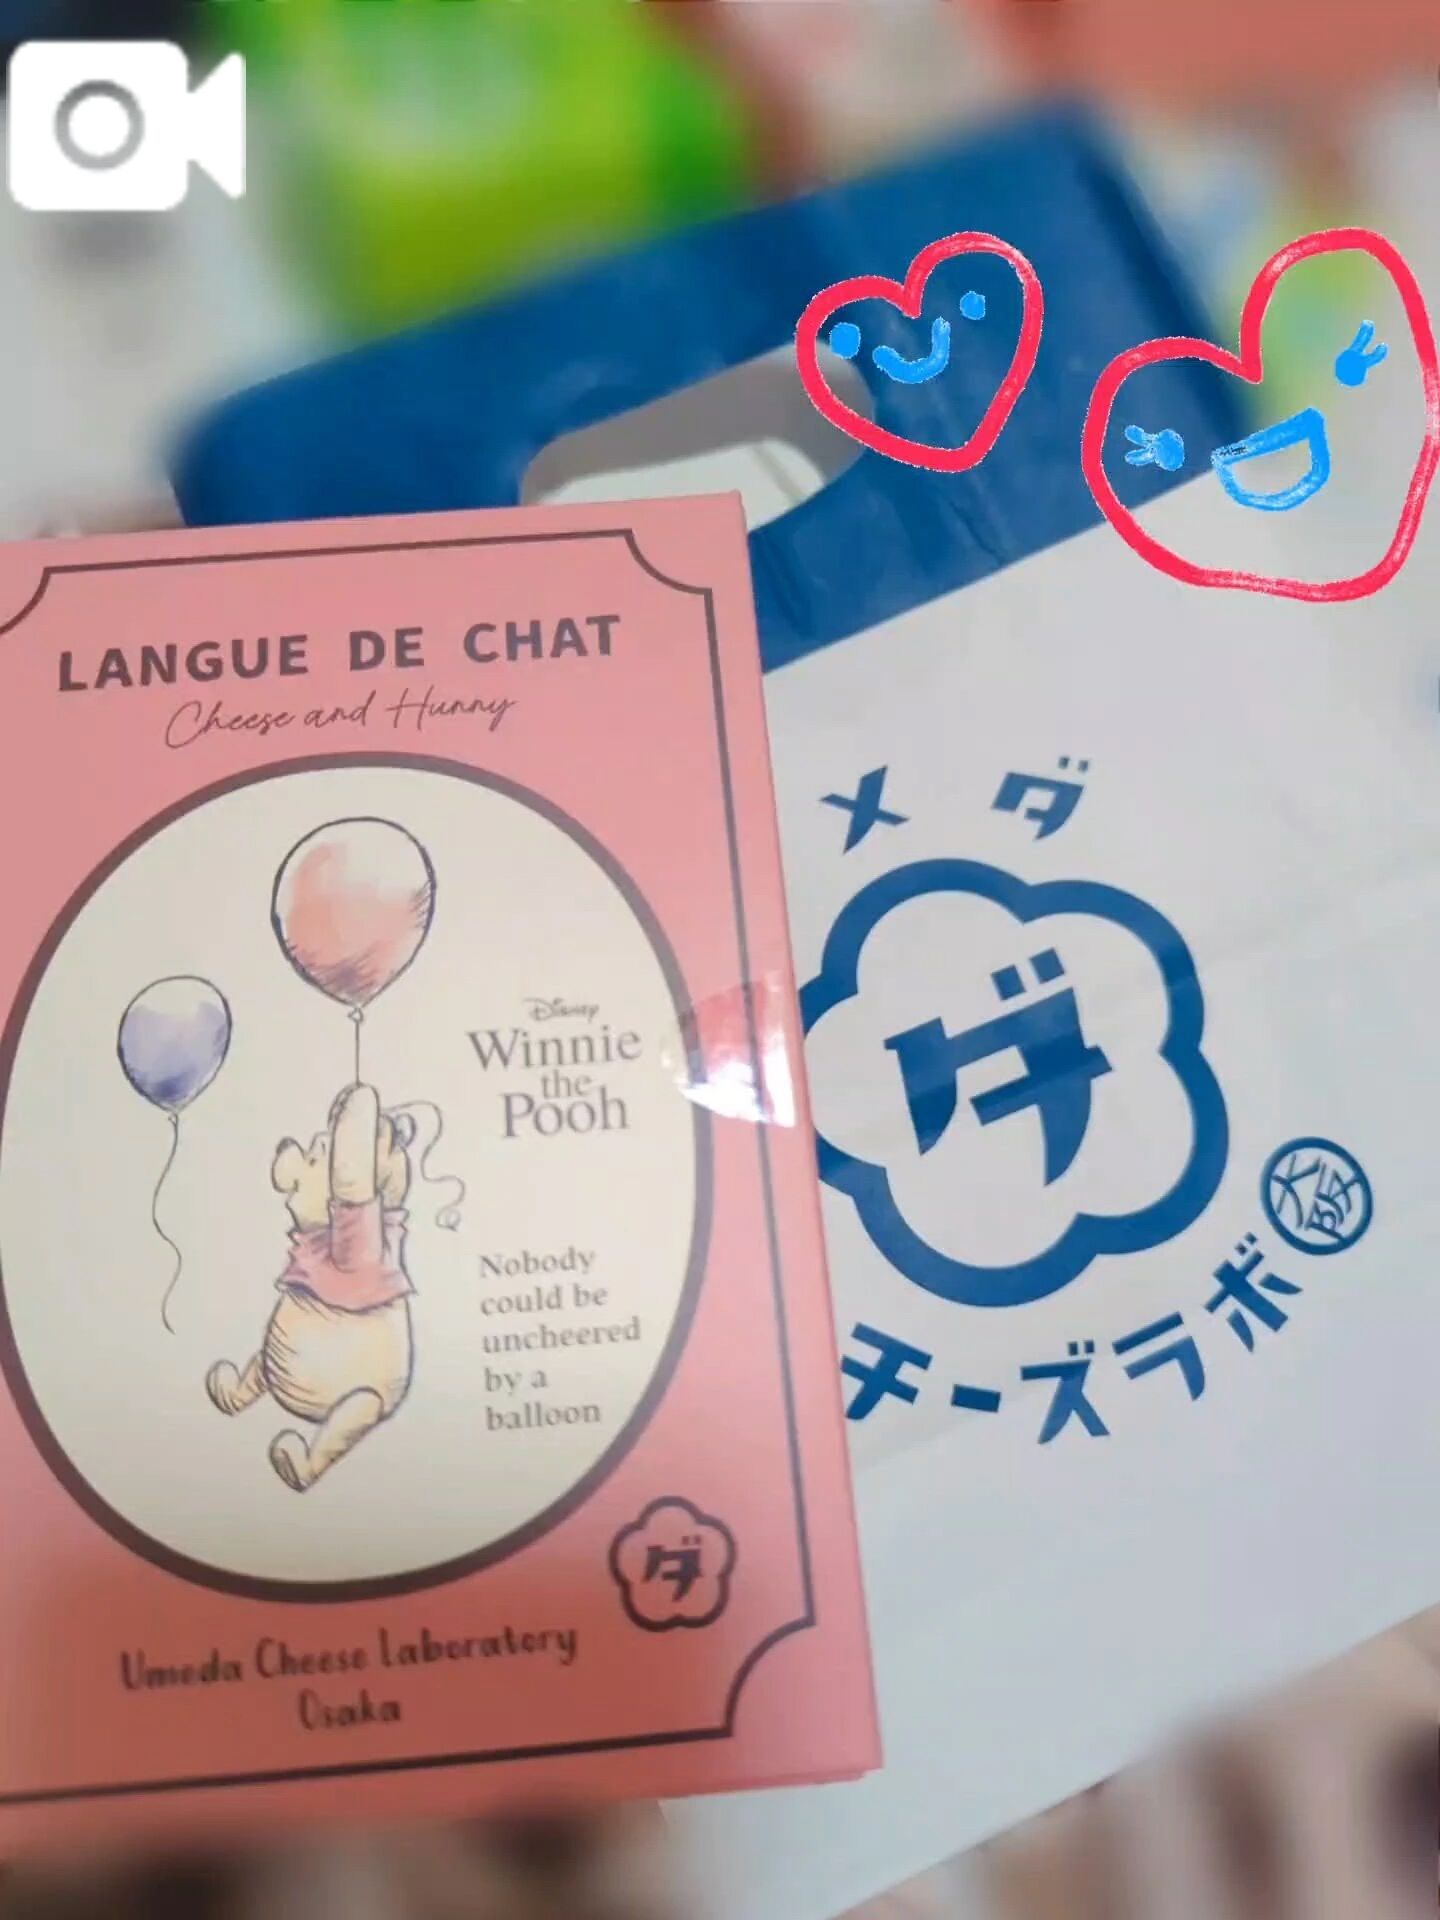 LANGUE DE CHAT
Cheese and Hunny
Disney
Winnie
the
Pooh
Nobody
could be
uncheered
by a
balloon
ダ
Umeda Cheese Laboratory
Osaka
メダ
ダ
チーズラボ
大阪